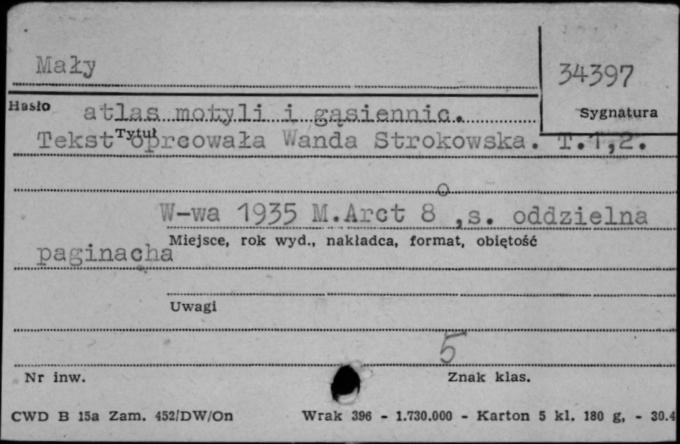 Mały
34397
Hasło atlas motyli i gąsiennic. Sygnatura
Tekst Tytuł oprcowała Wanda Strokowska. T.1,2.
W-wa 1935 M.Arct 8o ,s. oddzielna
Miejsce, rok wyd., nakładca, format, obiętość
paginacha
Uwagi
5
Nr inw. Znak klas.
CWD B 15a Zam. 452/DW/On Wrak 396 - 1.730.000 - Karton 5 kl. 180 g, - 30.4